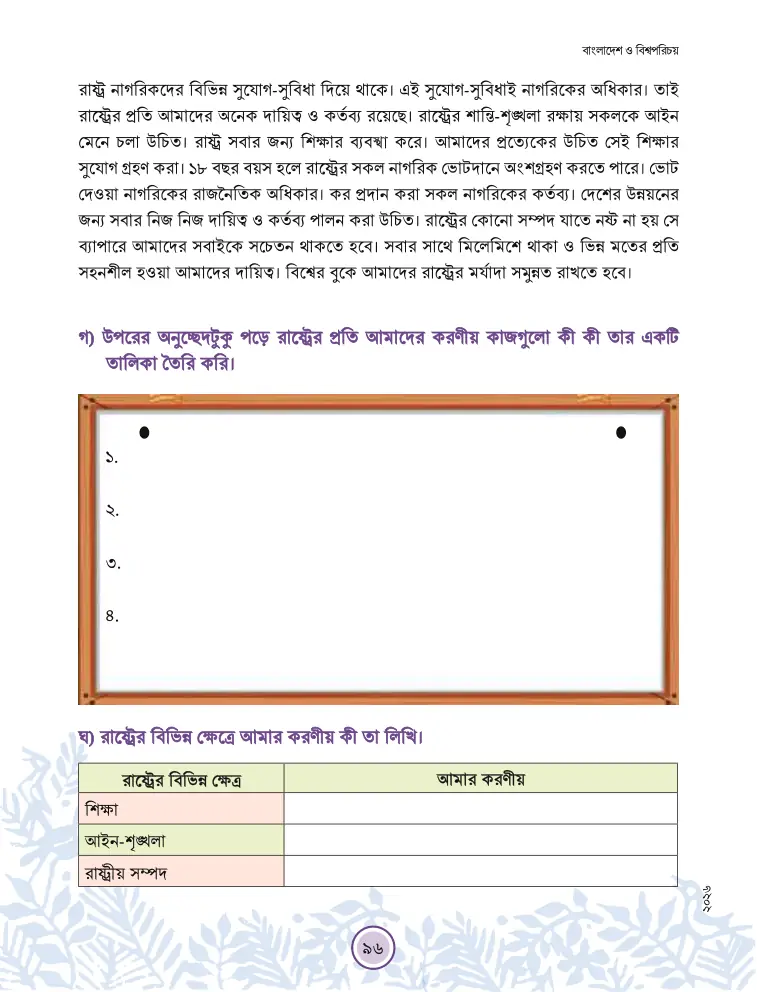 বাংলাদেশ ও বিশ্বপরিচয়
রাষ্ট্র নাগরিকদের বিভিন্ন সুযোগ-সুবিধা দিয়ে থাকে। এই সুযোগ-সুবিধাই নাগরিকের অধিকার। তাই
রাষ্ট্রের প্রতি আমাদের অনেক দায়িত্ব ও কর্তব্য রয়েছে। রাষ্ট্রের শান্তি-শৃঙ্খলা রক্ষায় সকলকে আইন
মেনে চলা উচিত। রাষ্ট্র সবার জন্য শিক্ষার ব্যবস্থা করে। আমাদের প্রত্যেকের উচিত সেই শিক্ষার
সুযোগ গ্রহণ করা। ১৮ বছর বয়স হলে রাষ্ট্রের সকল নাগরিক ভোটদানে অংশগ্রহণ করতে পারে। ভোট
দেওয়া নাগরিকের রাজনৈতিক অধিকার। কর প্রদান করা সকল নাগরিকের কর্তব্য। দেশের উন্নয়নের
জন্য সবার নিজ নিজ দায়িত্ব ও কর্তব্য পালন করা উচিত। রাষ্ট্রের কোনো সম্পদ যাতে নষ্ট না হয় সে
ব্যাপারে আমাদের সবাইকে সচেতন থাকতে হবে। সবার সাথে মিলেমিশে থাকা ও ভিন্ন মতের প্রতি
সহনশীল হওয়া আমাদের দায়িত্ব। বিশ্বের বুকে আমাদের রাষ্ট্রের মর্যাদা সমুন্নত রাখতে হবে।
গ) উপরের অনুচ্ছেদটুকু পড়ে রাষ্ট্রের প্রতি আমাদের করণীয় কাজগুলো কী কী তার একটি
তালিকা তৈরি করি।
১.
২.
৩.
৪.
ঘ) রাষ্ট্রের বিভিন্ন ক্ষেত্রে আমার করণীয় কী তা লিখি।
রাষ্ট্রের বিভিন্ন ক্ষেত্র আমার করণীয়
শিক্ষা
আইন-শৃঙ্খলা
রাষ্ট্রীয় সম্পদ
২০২৬
৯৬